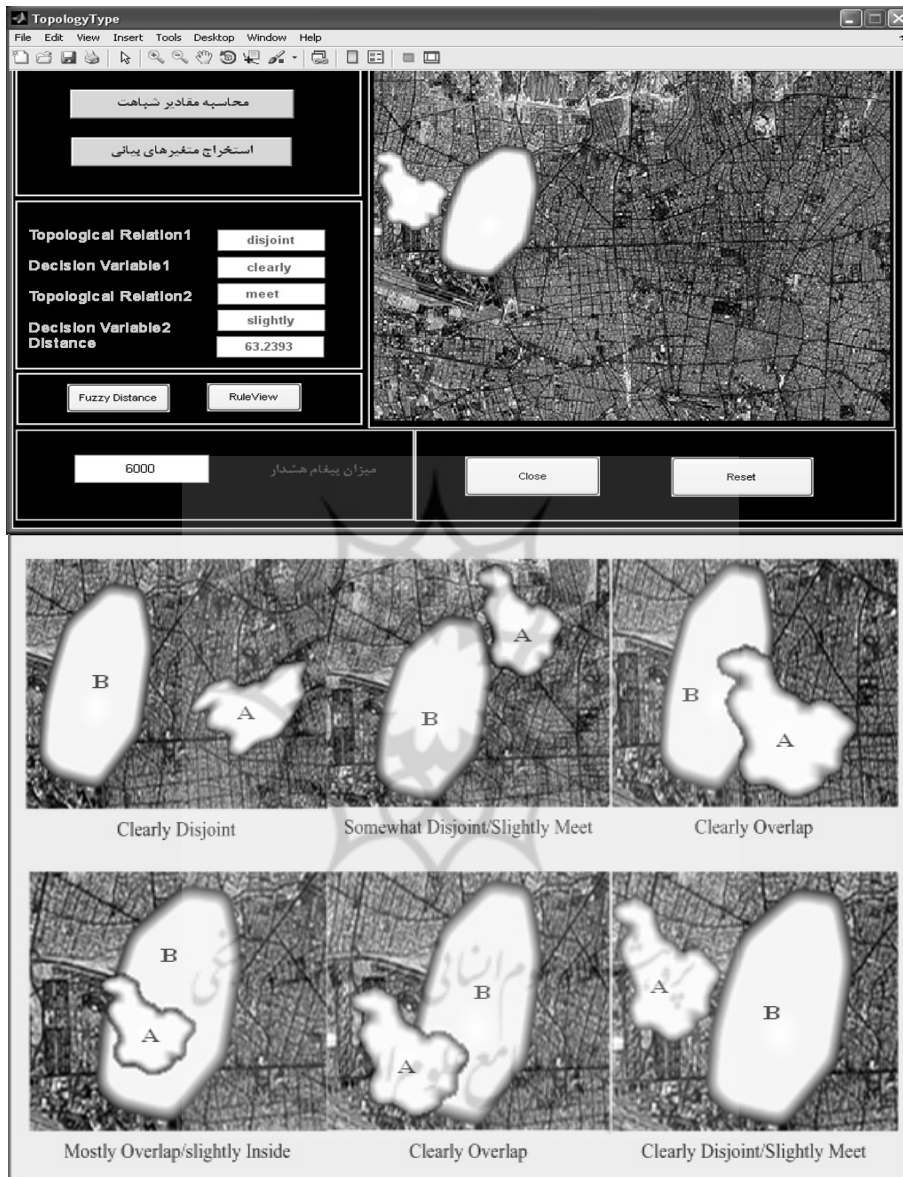 TopologyType
File Edit View Insert Tools Desktop Window Help
محاسبه مقادیر شباهت
استخراج متغیرهای بیانی
Topological Relation1 disjoint
Decision Variable1 clearly
Topological Relation2 meet
Decision Variable2 slightly
Distance 63.2393
Fuzzy Distance RuleView
6000 میزان پیغام هشدار
Close Reset
B A
B A
B A
Clearly Disjoint Somewhat Disjoint/Slightly Meet Clearly Overlap
B A
B A
A B
Mostly Overlap/slightly Inside Clearly Overlap Clearly Disjoint/Slightly Meet